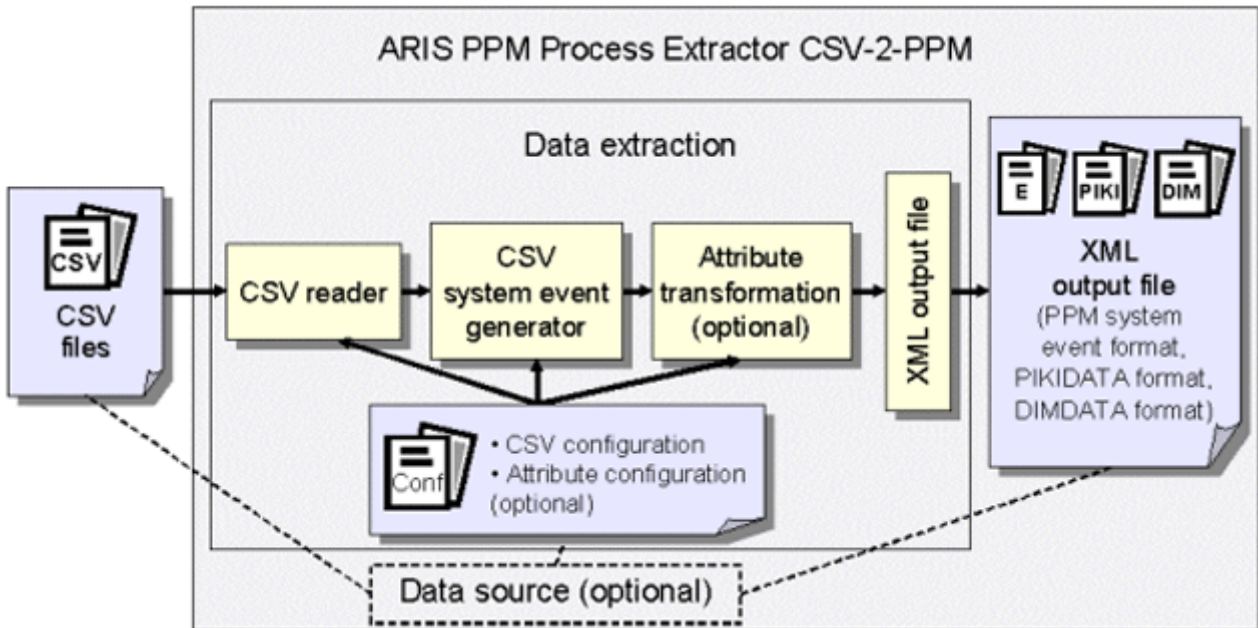 ARIS PPM Process Extractor CSV-2-PPM
Data extraction
CSV
CSV
files
CSV reader
CSV
system event
generator
Attribute
transformation
(optional)
XML output file
E
PIKI
DIM
XML
output file
(PPM system
event format,
PIKIDATA format,
DIMDATA format)
Conf
• CSV configuration
• Attribute configuration
(optional)
Data source (optional)